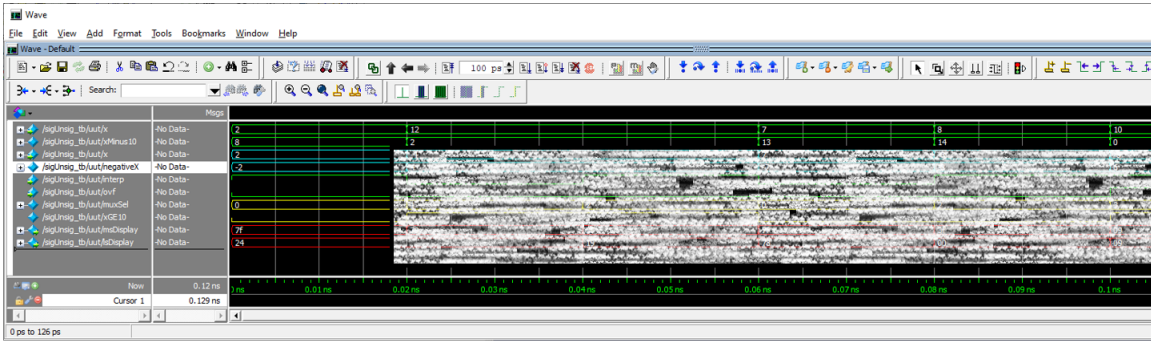 Wave
File Edit View Add Format Tools Bookmarks Window Help
Wave - Default
100 ps
Search:
Msgs
/sigUnsig_tb/uut/x -No Data- 2 12 7 8 10
/sigUnsig_tb/uut/xMinus10 -No Data- 8 2 13 14 0
/sigUnsig_tb/uut/x -No Data- 2
/sigUnsig_tb/uut/negativeX -No Data- -2
/sigUnsig_tb/uut/interp -No Data-
/sigUnsig_tb/uut/ovf -No Data-
/sigUnsig_tb/uut/muxSel -No Data- 0
/sigUnsig_tb/uut/xGE10 -No Data-
/sigUnsig_tb/uut/msDisplay -No Data- 7f
/sigUnsig_tb/uut/lsDisplay -No Data- 24
Now 0.12 ns
0.01 ns 0.02 ns 0.03 ns 0.04 ns 0.05 ns 0.06 ns 0.07 ns 0.08 ns 0.09 ns 0.1 ns
Cursor 1 0.129 ns
0 ps to 126 ps